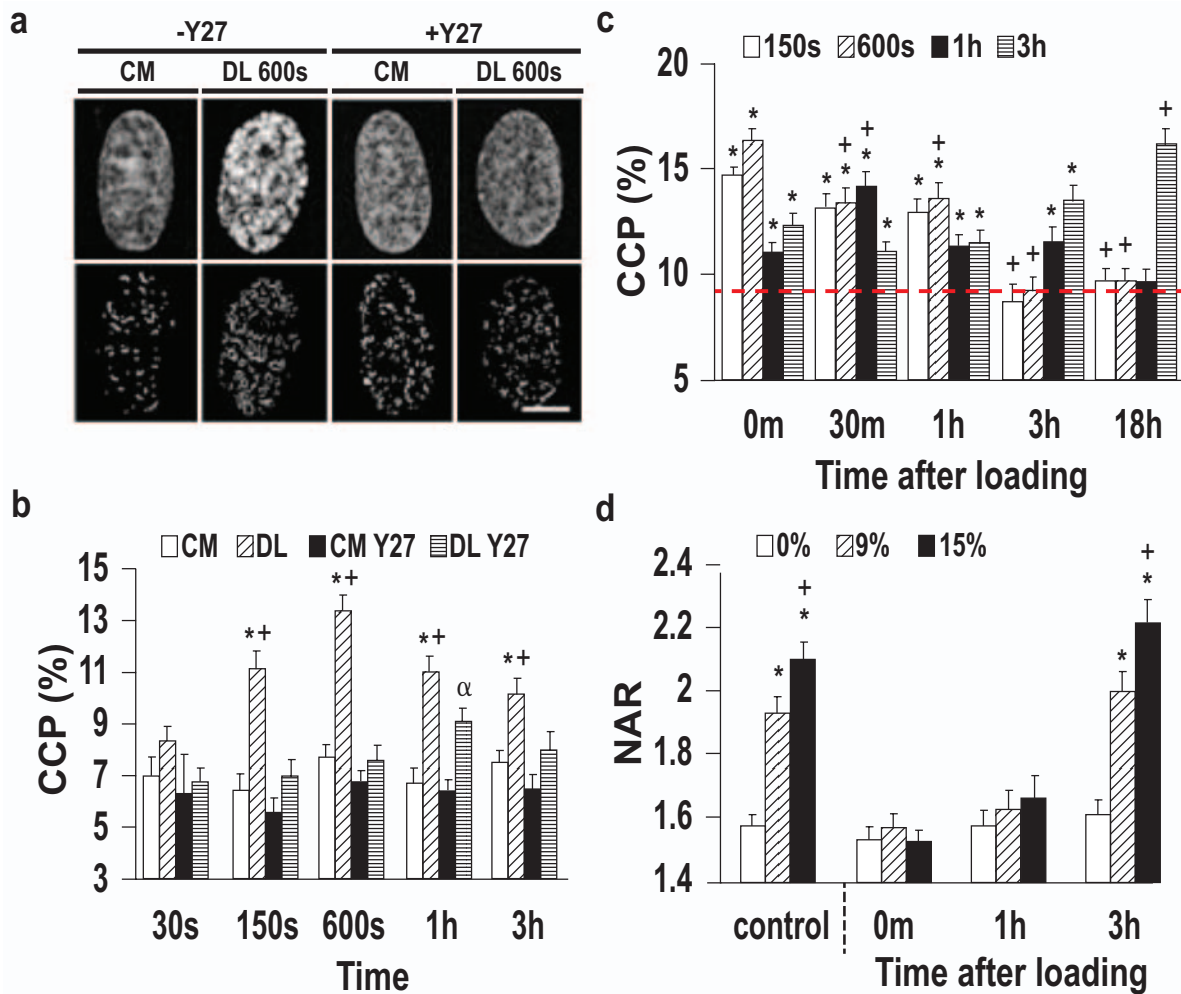 a
-Y27 +Y27
CM DL 600s CM DL 600s
b
CM DL CM Y27 DL Y27
CCP (%)
15
13
11
9
7
5
3
*+
*+
*+
α
*+
30s 150s 600s 1h 3h
Time
c
150s 600s 1h 3h
CCP (%)
20
15
10
5
* * * *
* + * + * *
* + * * *
+ + * *
+ + +
0m 30m 1h 3h 18h
Time after loading
d
0% 9% 15%
NAR
2.4
2.2
2
1.8
1.6
1.4
* + *
* + *
control 0m 1h 3h
Time after loading